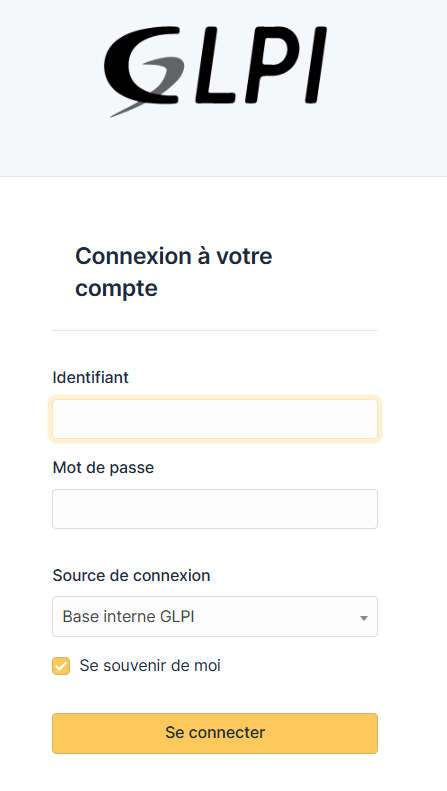 GLPI
Connexion à votre
compte
Identifiant
Mot de passe
Source de connexion
Base interne GLPI
Se souvenir de moi
Se connecter